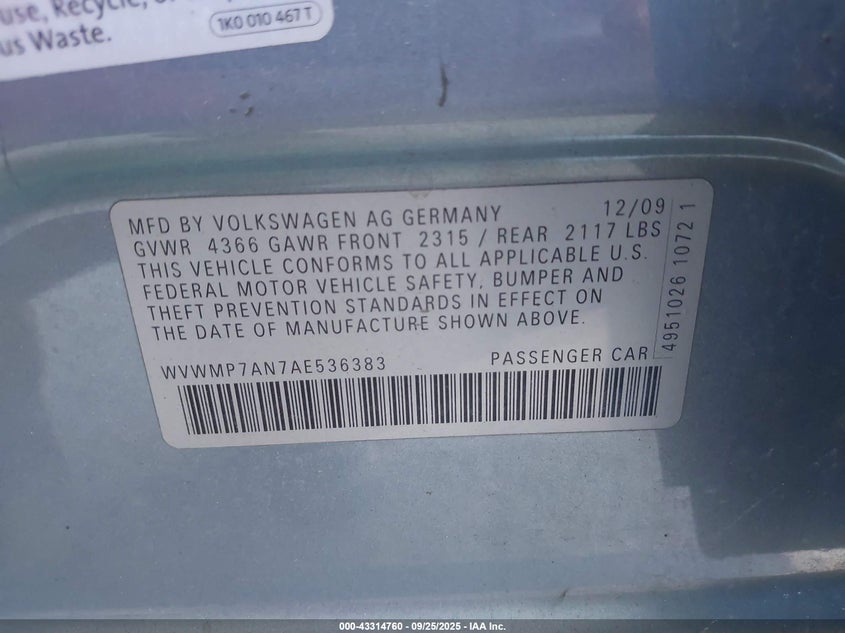 use, Recycle,
us Waste.
1K0 010 467 T
MFD BY VOLKSWAGEN AG GERMANY 12/09
GVWR 4366 GAWR FRONT 2315 / REAR 2117 LBS
THIS VEHICLE CONFORMS TO ALL APPLICABLE U.S.
FEDERAL MOTOR VEHICLE SAFETY, BUMPER AND
THEFT PREVENTION STANDARDS IN EFFECT ON
THE DATE OF MANUFACTURE SHOWN ABOVE.
WVWMP7AN7AE536383 PASSENGER CAR
4951026 1072 1
000-43314760 - 09/25/2025 - IAA Inc.